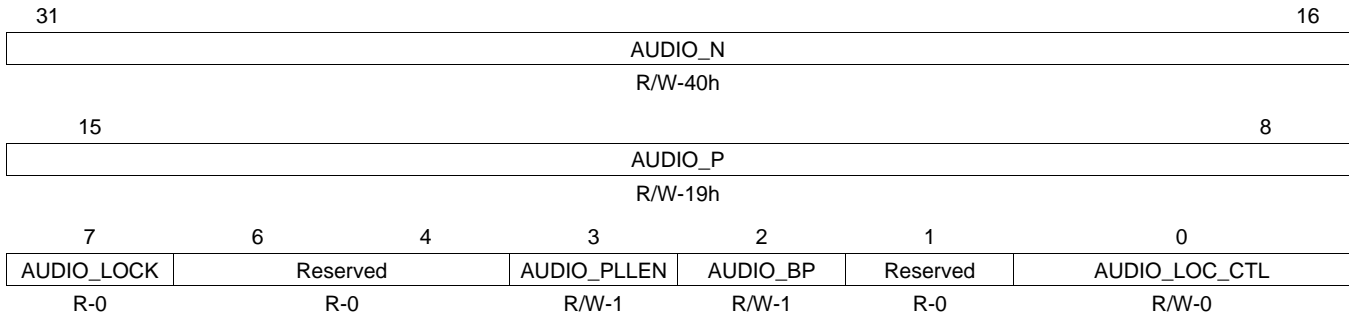 31 16
AUDIO_N
R/W-40h
15 8
AUDIO_P
R/W-19h
7 6 4 3 2 1 0
AUDIO_LOCK Reserved AUDIO_PLLEN AUDIO_BP Reserved AUDIO_LOC_CTL
R-0 R-0 R/W-1 R/W-1 R-0 R/W-0